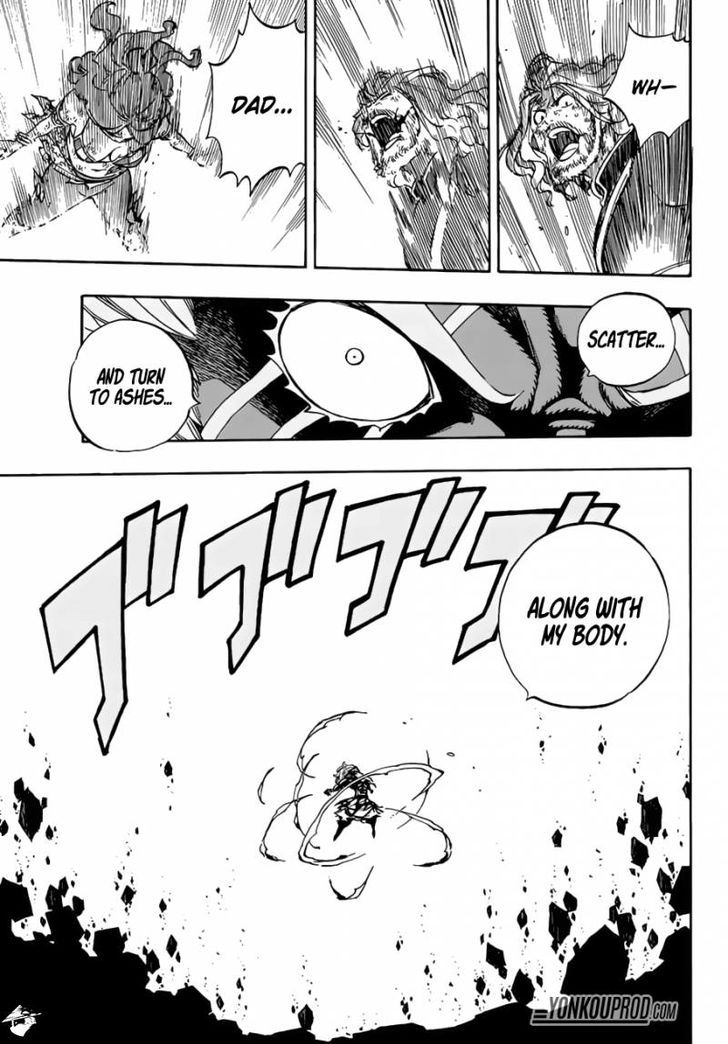 WH-
DAD...
SCATTER...
AND TURN
TO ASHES...
ALONG WITH
MY BODY.
ブブブブ
YONKOUPROD.COM